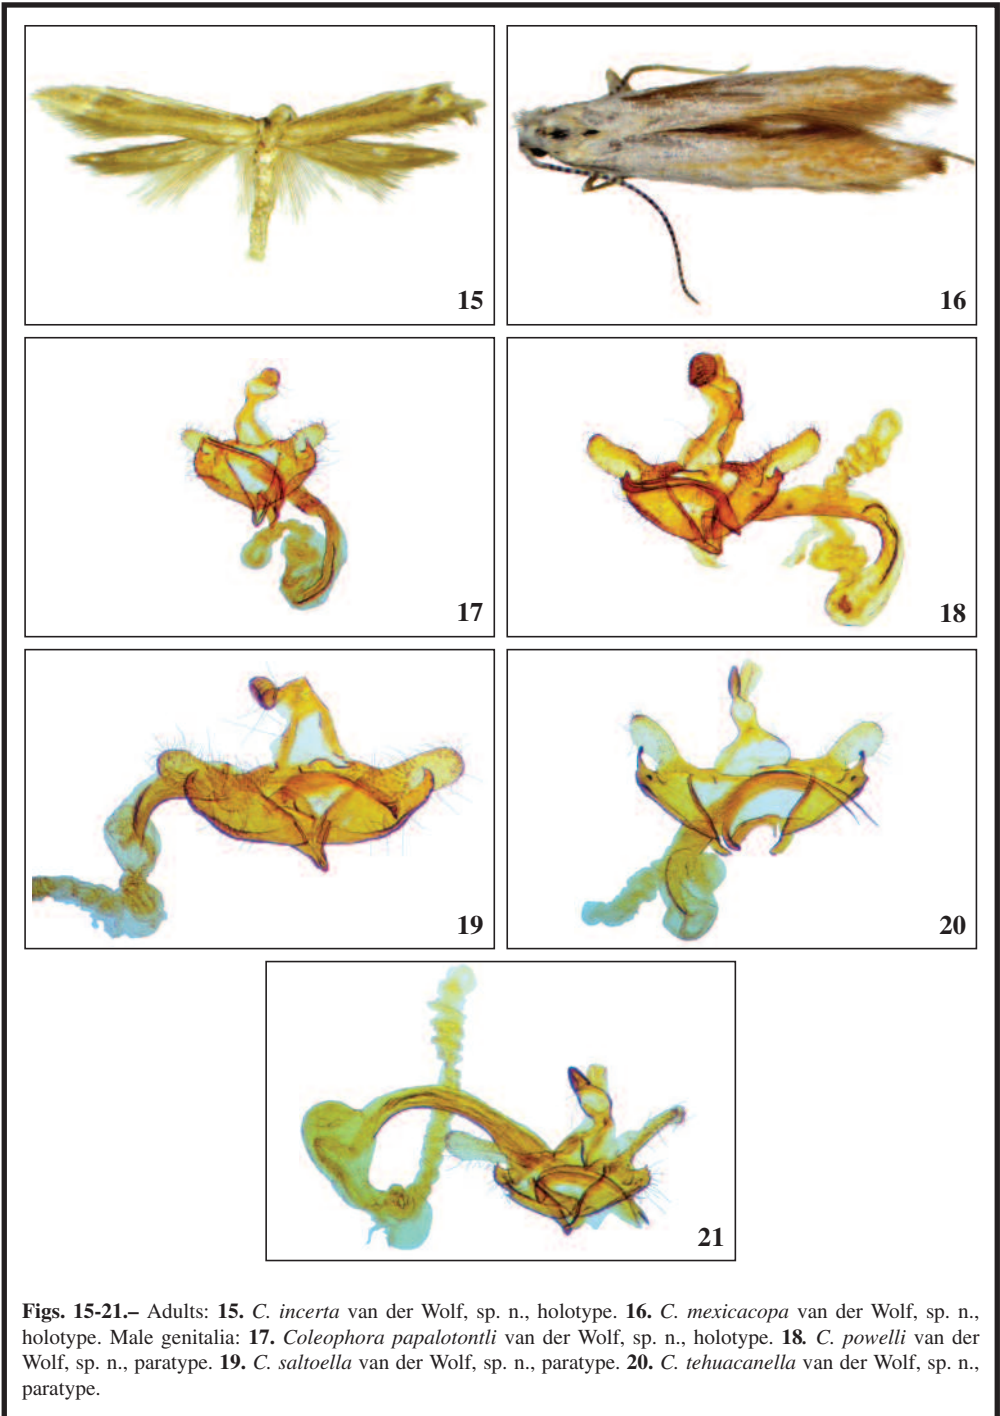 15
16
17
18
19
20
21
Figs. 15-21.– Adults: 15. C. incerta van der Wolf, sp. n., holotype. 16. C. mexicacopa van der Wolf, sp. n.,
holotype. Male genitalia: 17. Coleophora papalotontli van der Wolf, sp. n., holotype. 18. C. powelli van der
Wolf, sp. n., paratype. 19. C. saltoella van der Wolf, sp. n., paratype. 20. C. tehuacanella van der Wolf, sp. n.,
paratype.